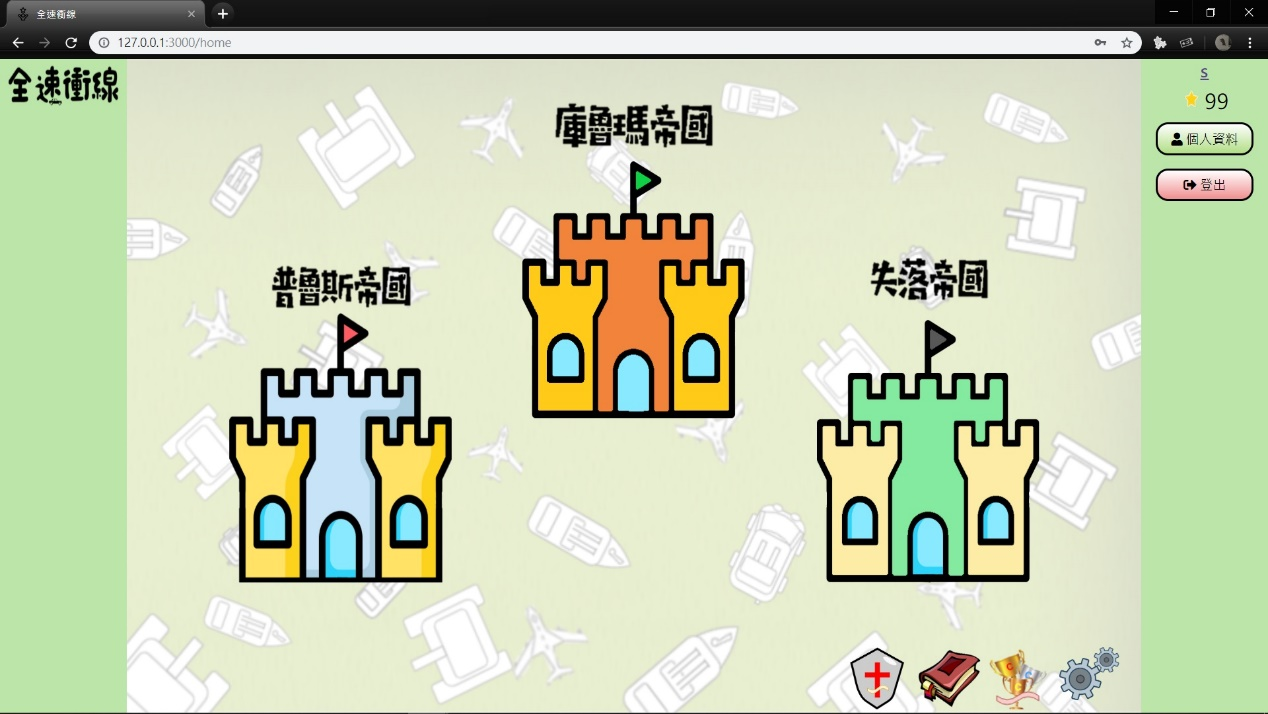 全速衝線
127.0.0.1:3000/home
全速衝線
S
99
個人資料
登出
庫魯瑪帝國
普魯斯帝國
失落帝國